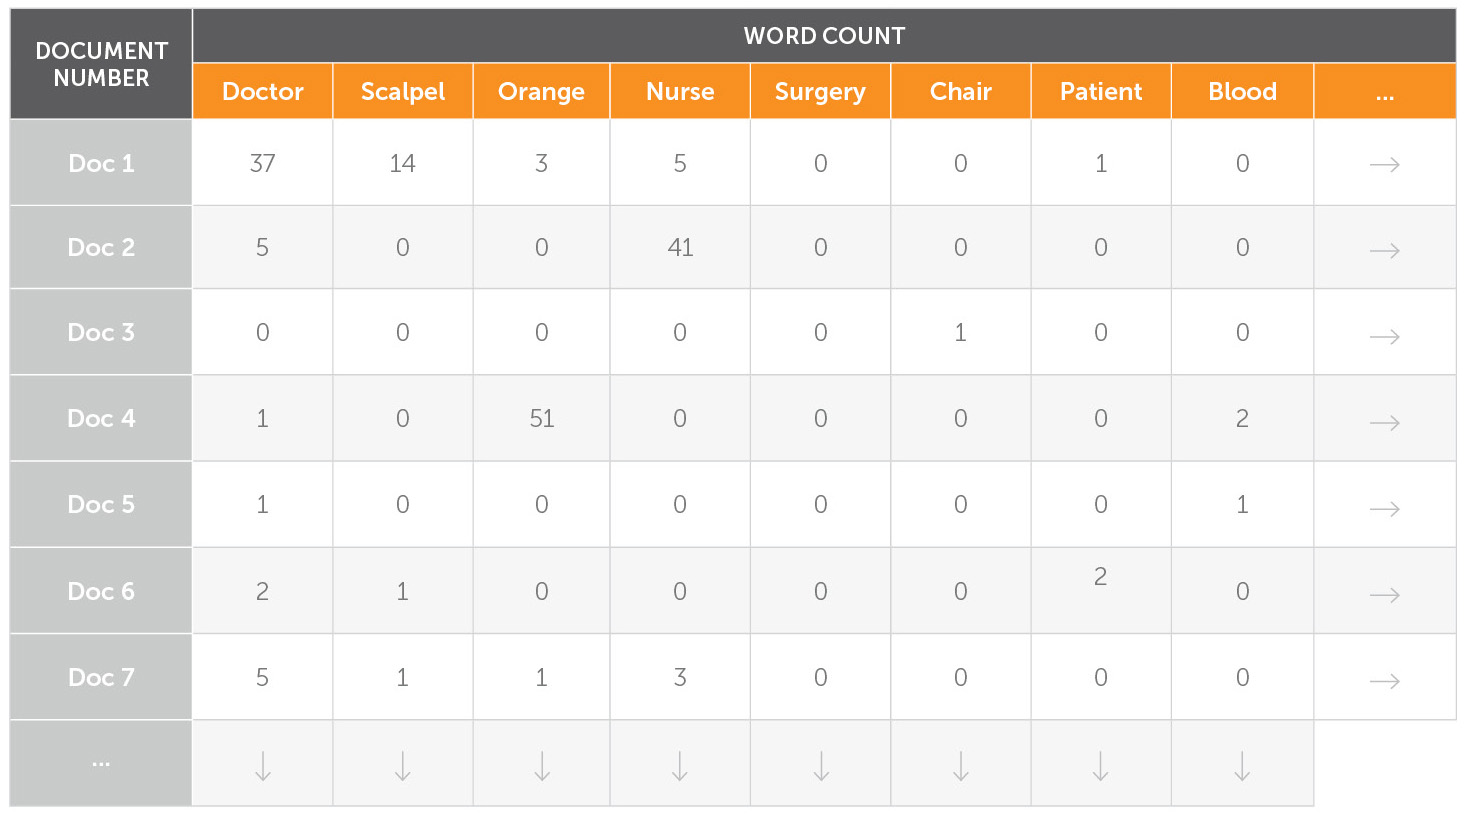 DOCUMENT NUMBER WORD COUNT
Doctor Scalpel Orange Nurse Surgery Chair Patient Blood ...
Doc 1 37 14 3 5 0 0 1 0 →
Doc 2 5 0 0 41 0 0 0 0 →
Doc 3 0 0 0 0 0 1 0 0 →
Doc 4 1 0 51 0 0 0 0 2 →
Doc 5 1 0 0 0 0 0 0 1 →
Doc 6 2 1 0 0 0 0 2 0 →
Doc 7 5 1 1 3 0 0 0 0 →
... ↓ ↓ ↓ ↓ ↓ ↓ ↓ ↓